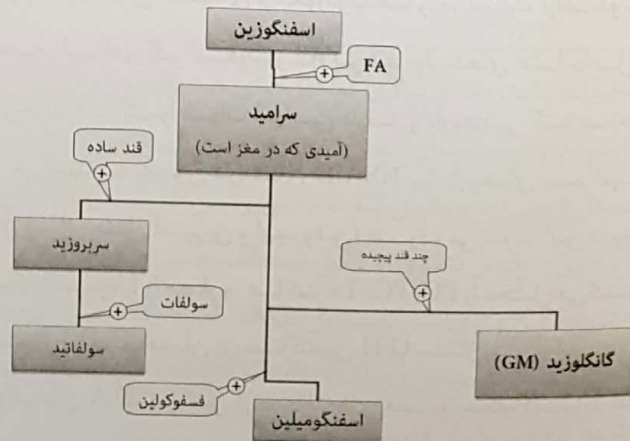 اسفنگوزین
+
FA
سرامید
(آمیدی که در مغز است)
قند ساده
+
سربروزید
+
سولفات
سولفاتید
چند قند پیچیده
+
گانگلوزید (GM)
فسفوکولین
+
اسفنگومیلین